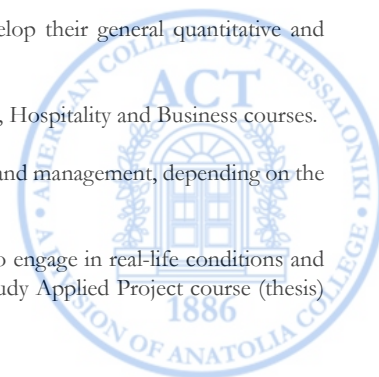 elop their general quantitative and
, Hospitality and Business courses.
and management, depending on the
o engage in real-life conditions and
udy Applied Project course (thesis)
AMERICAN COLLEGE OF THESSALONIKI
ACT
1886
A DIVISION OF ANATOLIA COLLEGE